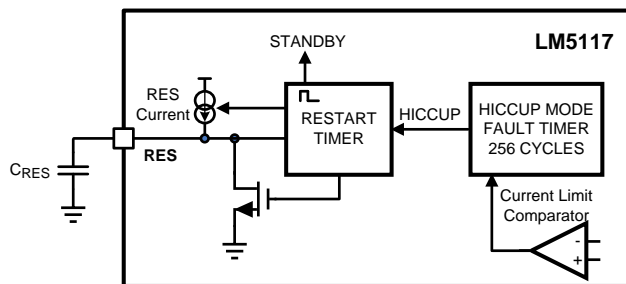 STANDBY
LM5117
RES
Current
RESTART
TIMER
HICCUP
HICCUP MODE
FAULT TIMER
256 CYCLES
RES
CRES
Current Limit
Comparator
-
+